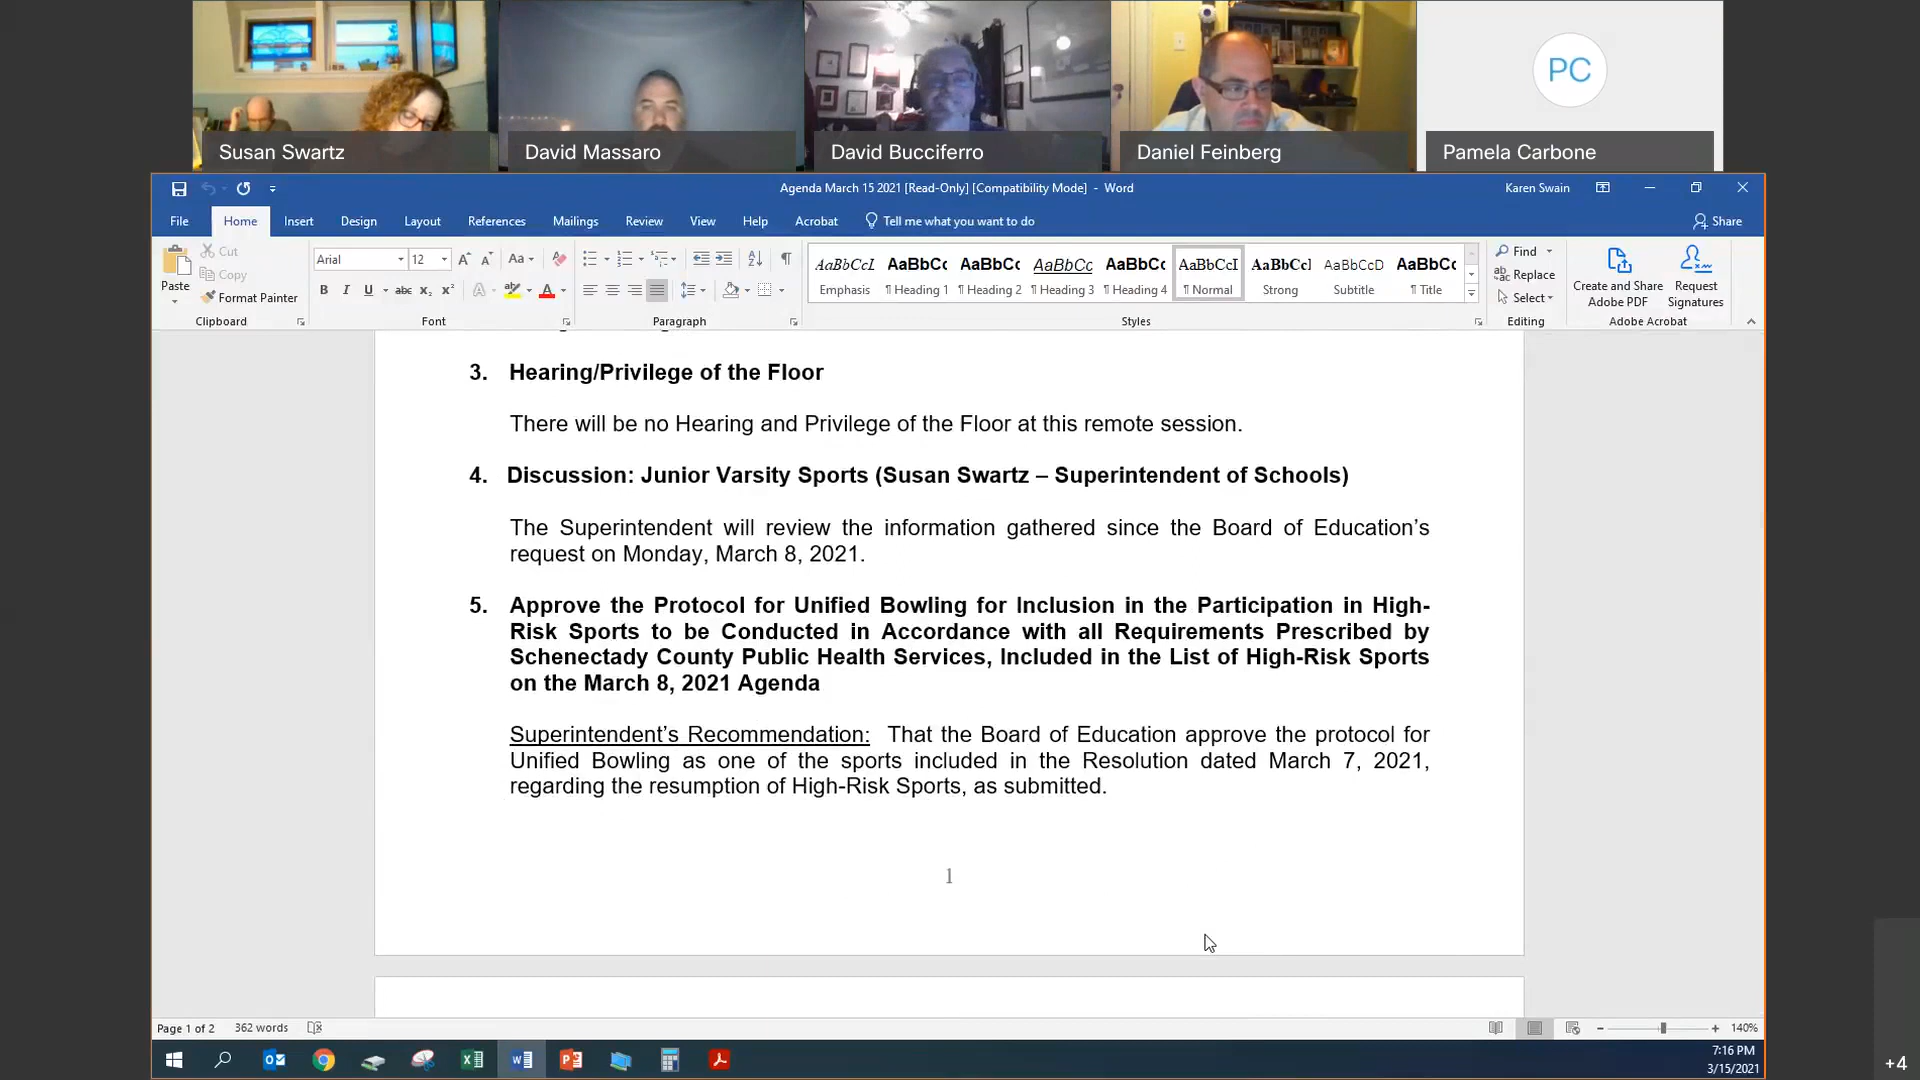 PC
Susan Swartz
David Massaro
David Bucciferro
Daniel Feinberg
Pamela Carbone
Agenda March 15 2021 [Read-Only] [Compatibility Mode] - Word
Karen Swain
File Home Insert Design Layout References Mailings Review View Help Acrobat Tell me what you want to do Share
Paste
Cut
Copy
Format Painter
Clipboard
Arial 12
Aa
Font
Paragraph
AaBbCcI AaBbCc AaBbCc AaBbCc AaBbCc AaBbCcI AaBbCcI AaBbCcD AaBbCc
Emphasis ¶ Heading 1 ¶ Heading 2 ¶ Heading 3 ¶ Heading 4 ¶ Normal Strong Subtitle ¶ Title
Styles
Find
Replace
Select
Editing
Create and Share
Adobe PDF
Request
Signatures
Adobe Acrobat
3. Hearing/Privilege of the Floor
There will be no Hearing and Privilege of the Floor at this remote session.
4. Discussion: Junior Varsity Sports (Susan Swartz – Superintendent of Schools)
The Superintendent will review the information gathered since the Board of Education’s
request on Monday, March 8, 2021.
5. Approve the Protocol for Unified Bowling for Inclusion in the Participation in High-
Risk Sports to be Conducted in Accordance with all Requirements Prescribed by
Schenectady County Public Health Services, Included in the List of High-Risk Sports
on the March 8, 2021 Agenda
Superintendent’s Recommendation: That the Board of Education approve the protocol for
Unified Bowling as one of the sports included in the Resolution dated March 7, 2021,
regarding the resumption of High-Risk Sports, as submitted.
1
Page 1 of 2 362 words
140%
7:16 PM
3/15/2021
+4